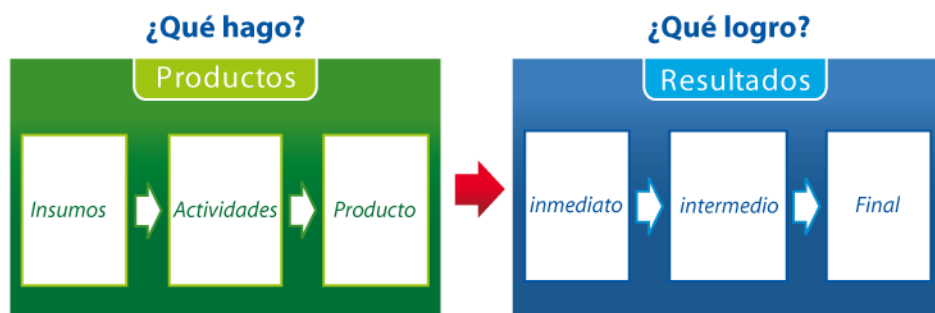 ¿Qué hago?
Productos
Insumos
Actividades
Producto
¿Qué logro?
Resultados
inmediato
intermedio
Final